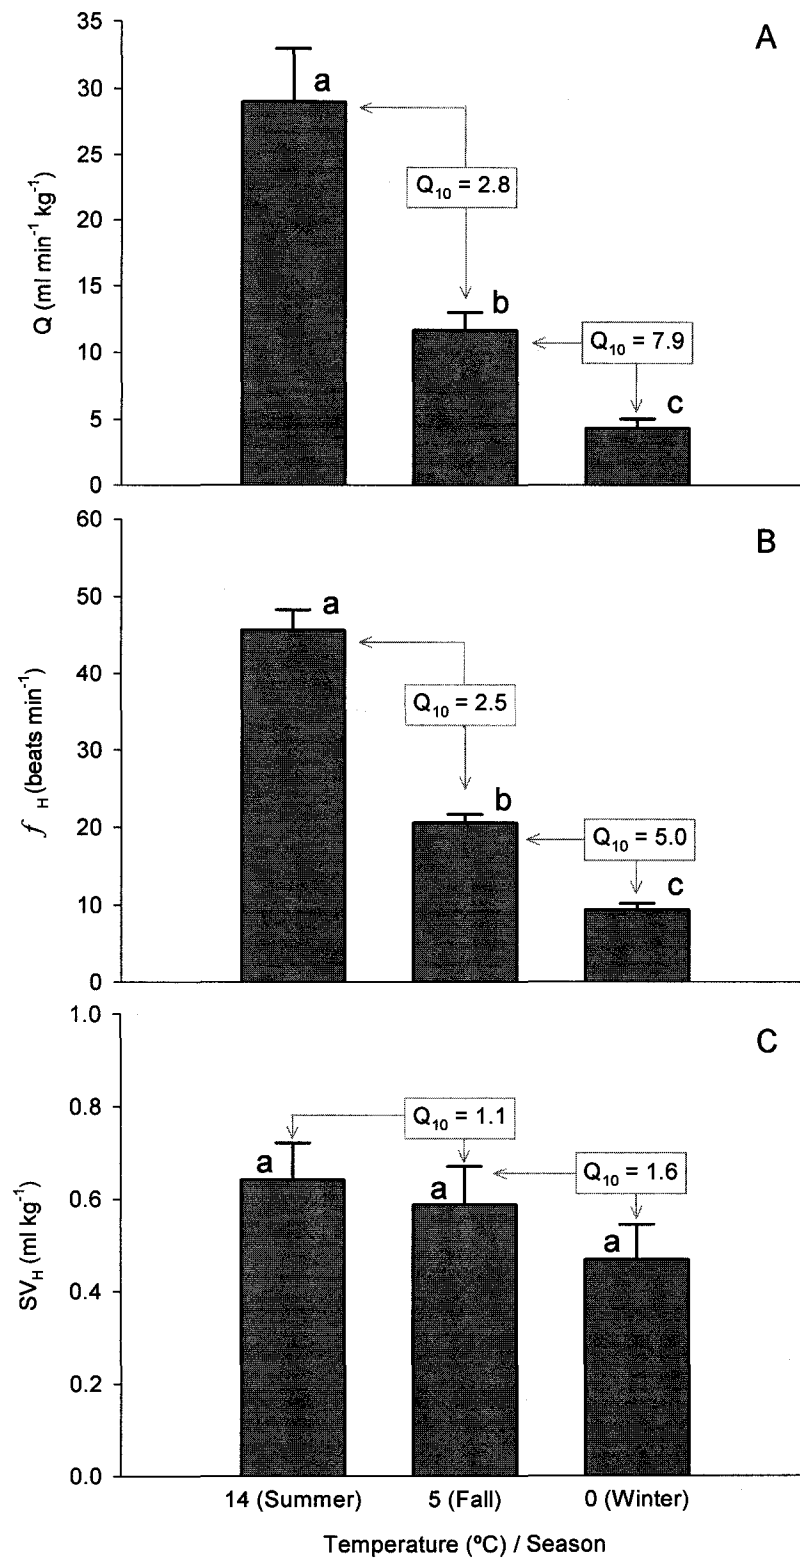 A
35
30
25
20
15
10
5
0
Q (ml min⁻¹ kg⁻¹)
a
Q₁₀ = 2.8
b
Q₁₀ = 7.9
c
B
60
50
40
30
20
10
0
f H (beats min⁻¹)
a
Q₁₀ = 2.5
b
Q₁₀ = 5.0
c
C
1.0
0.8
0.6
0.4
0.2
0.0
SVH (ml kg⁻¹)
Q₁₀ = 1.1
Q₁₀ = 1.6
a
a
a
14 (Summer) 5 (Fall) 0 (Winter)
Temperature (ºC) / Season